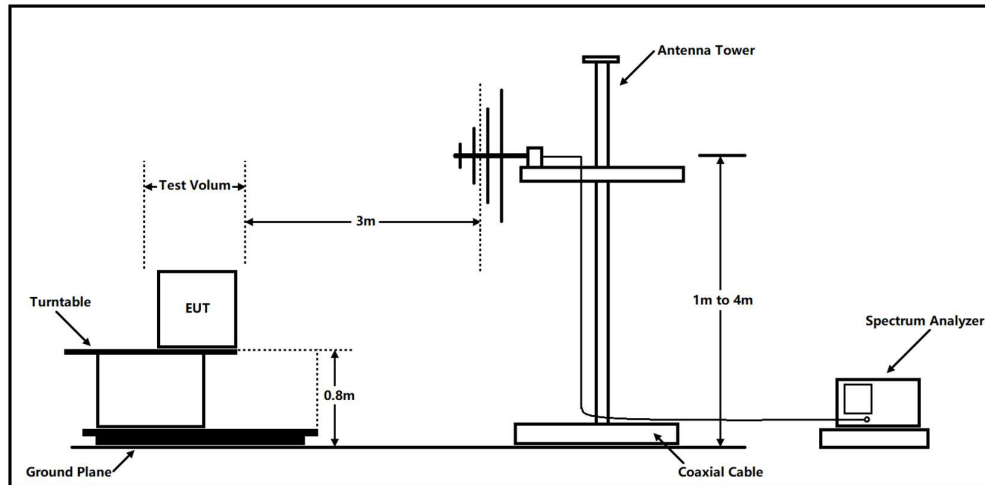 Antenna Tower
Test Volum
3m
EUT
Turntable
1m to 4m
Spectrum Analyzer
0.8m
Ground Plane
Coaxial Cable